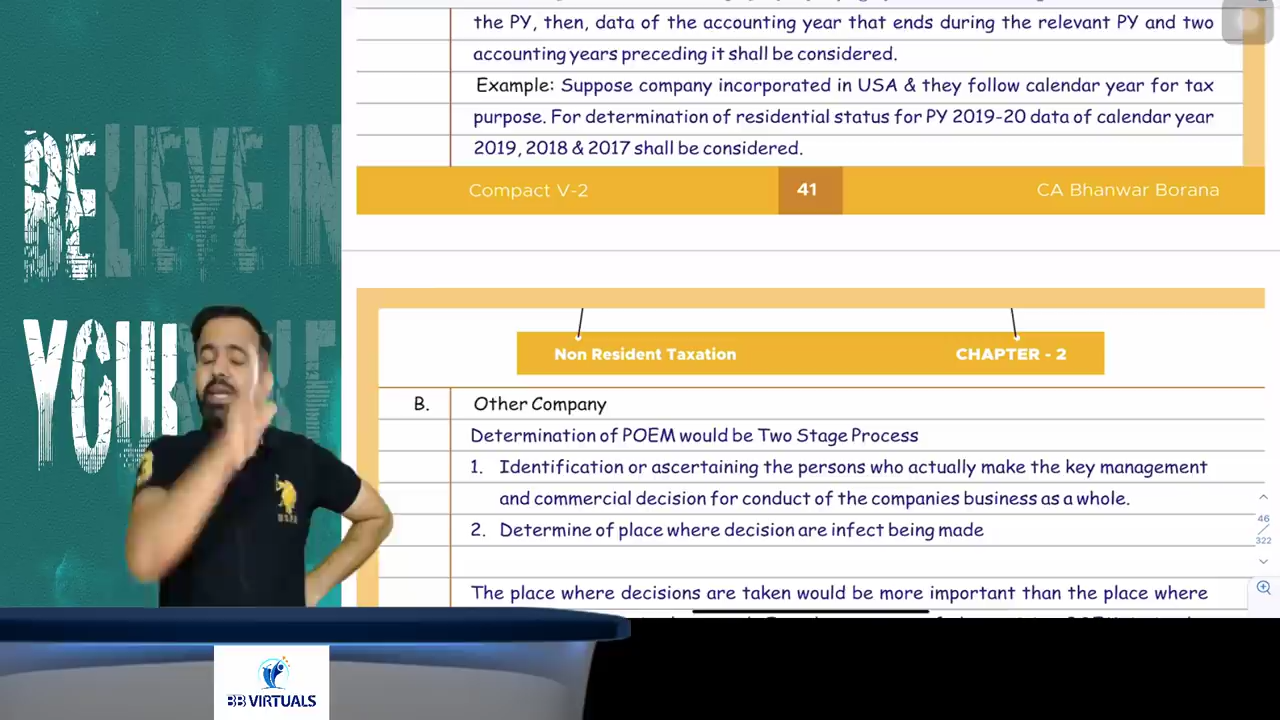 BELIEVE IN
YOUR
the PY, then, data of the accounting year that ends during the relevant PY and two
accounting years preceding it shall be considered.
Example: Suppose company incorporated in USA & they follow calendar year for tax
purpose. For determination of residential status for PY 2019-20 data of calendar year
2019, 2018 & 2017 shall be considered.
Compact V-2 41 CA Bhanwar Borana
Non Resident Taxation CHAPTER - 2
B. Other Company
Determination of POEM would be Two Stage Process
1. Identification or ascertaining the persons who actually make the key management
and commercial decision for conduct of the companies business as a whole.
2. Determine of place where decision are infect being made
The place where decisions are taken would be more important than the place where
46
322
BB VIRTUALS